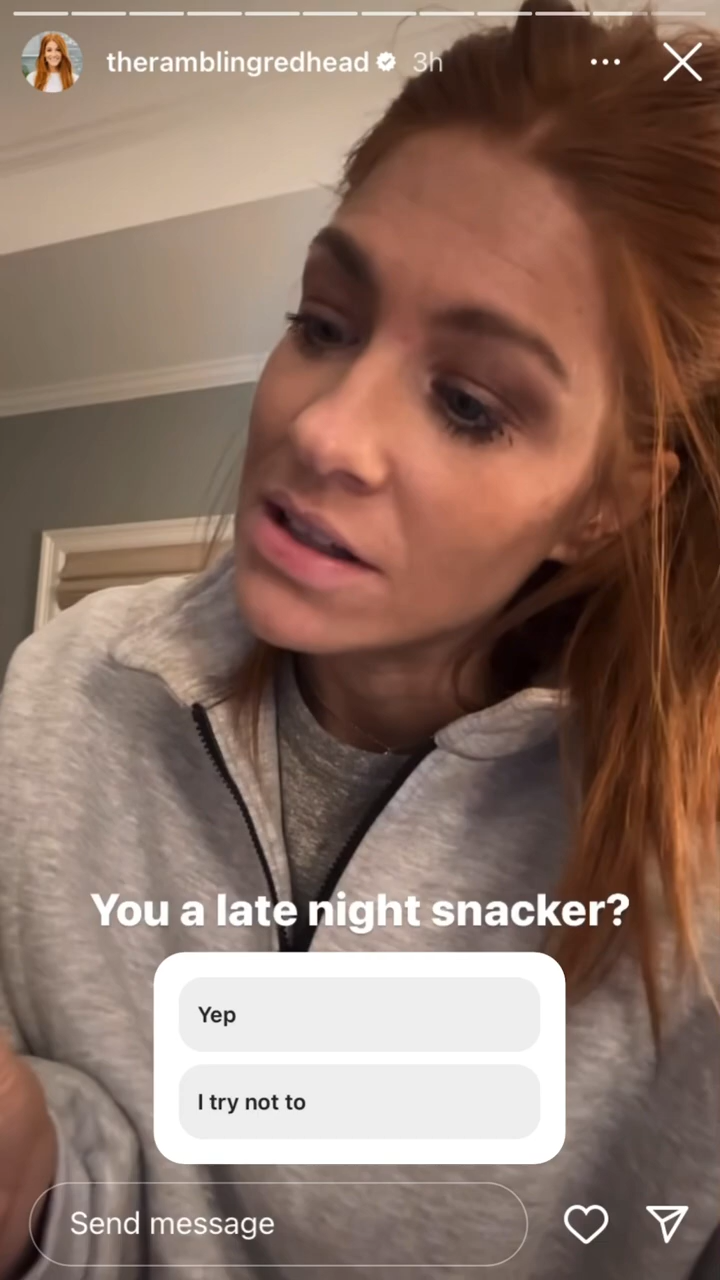 theramblingredhead 3h
You a late night snacker?
Yep
I try not to
Send message